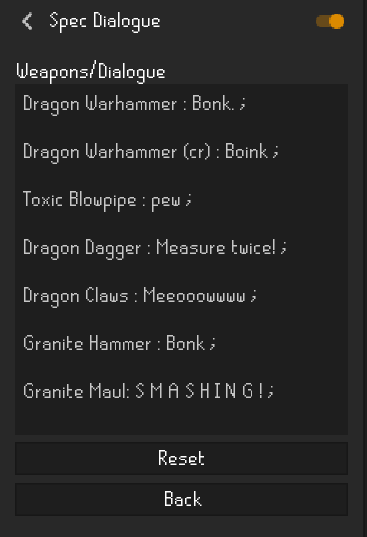 Spec Dialogue
Weapons/Dialogue
Dragon Warhammer : Bonk. ;
Dragon Warhammer (cr) : Boink ;
Toxic Blowpipe : pew ;
Dragon Dagger : Measure twice! ;
Dragon Claws : Meeooowwww ;
Granite Hammer : Bonk ;
Granite Maul: S M A S H I N G ! ;
Reset
Back